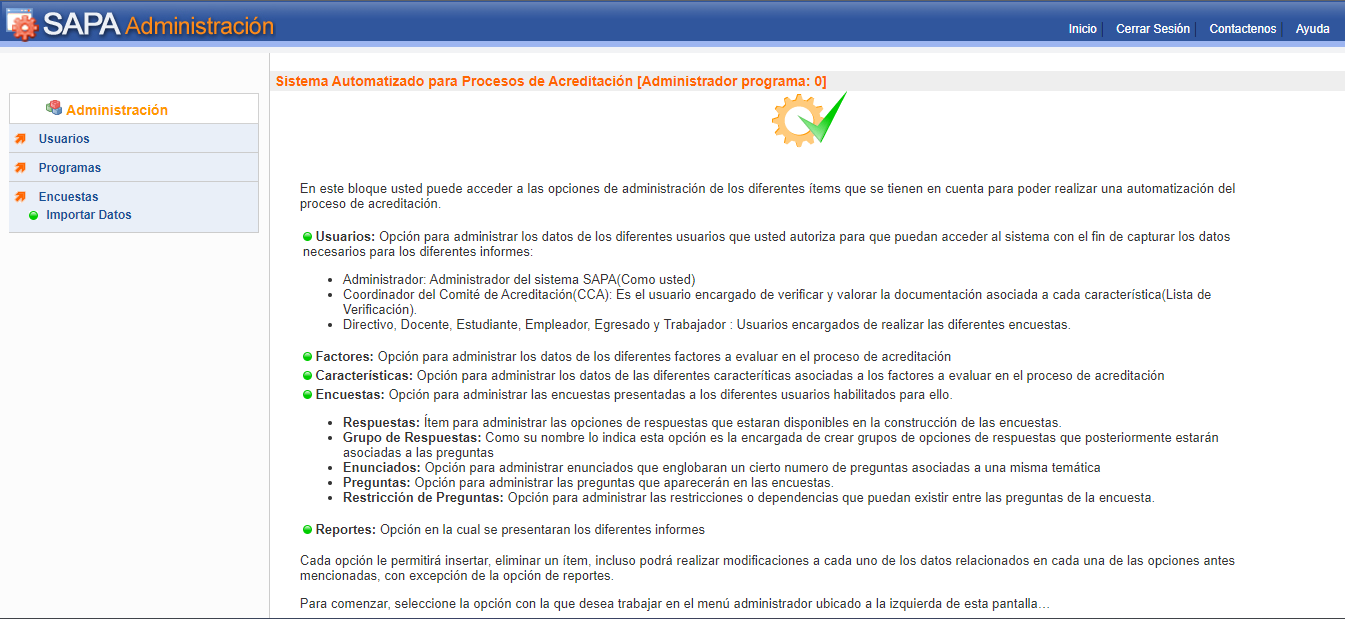 SAPA Administración
Inicio Cerrar Sesión Contactenos Ayuda
Sistema Automatizado para Procesos de Acreditación [Administrador programa: 0]
Administración
Usuarios
Programas
Encuestas
Importar Datos
En este bloque usted puede acceder a las opciones de administración de los diferentes ítems que se tienen en cuenta para poder realizar una automatización del
proceso de acreditación.
Usuarios: Opción para administrar los datos de los diferentes usuarios que usted autoriza para que puedan acceder al sistema con el fin de capturar los datos
necesarios para los diferentes informes:
Administrador: Administrador del sistema SAPA(Como usted)
Coordinador del Comité de Acreditación(CCA): Es el usuario encargado de verificar y valorar la documentación asociada a cada característica(Lista de
Verificación).
Directivo, Docente, Estudiante, Empleador, Egresado y Trabajador : Usuarios encargados de realizar las diferentes encuestas.
Factores: Opción para administrar los datos de los diferentes factores a evaluar en el proceso de acreditación
Características: Opción para administrar los datos de las diferentes caracteríticas asociadas a los factores a evaluar en el proceso de acreditación
Encuestas: Opción para administrar las encuestas presentadas a los diferentes usuarios habilitados para ello.
Respuestas: Ítem para administrar las opciones de respuestas que estaran disponibles en la construcción de las encuestas.
Grupo de Respuestas: Como su nombre lo indica esta opción es la encargada de crear grupos de opciones de respuestas que posteriormente estarán
asociadas a las preguntas
Enunciados: Opción para administrar enunciados que englobaran un cierto numero de preguntas asociadas a una misma temática
Preguntas: Opción para administrar las preguntas que aparecerán en las encuestas.
Restricción de Preguntas: Opción para administrar las restricciones o dependencias que puedan existir entre las preguntas de la encuesta.
Reportes: Opción en la cual se presentaran los diferentes informes
Cada opción le permitirá insertar, eliminar un ítem, incluso podrá realizar modificaciones a cada uno de los datos relacionados en cada una de las opciones antes
mencionadas, con excepción de la opción de reportes.
Para comenzar, seleccione la opción con la que desea trabajar en el menú administrador ubicado a la izquierda de esta pantalla…